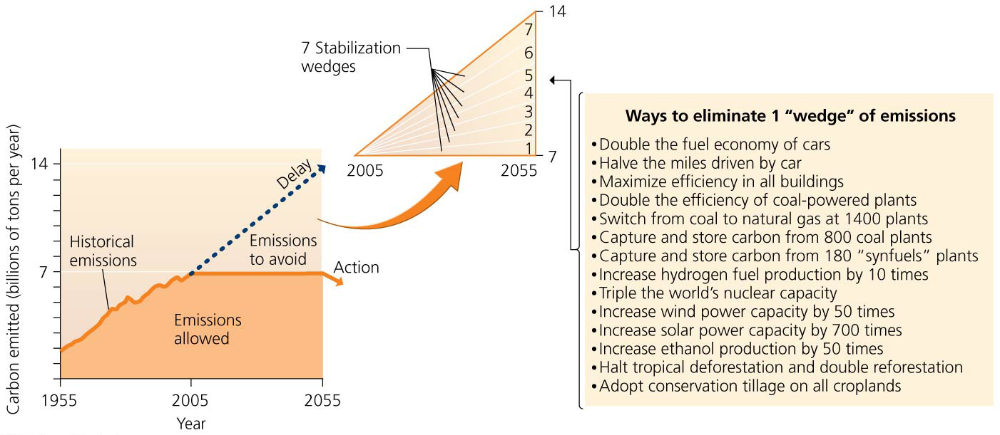 14
7
6
5
4
3
2
1
7
7 Stabilization
wedges
2005
2055
Carbon emitted (billions of tons per year)
14
7
Delay
Historical
emissions
Emissions
to avoid
Action
Emissions
allowed
1955
2005
2055
Year
Ways to eliminate 1 “wedge” of emissions
•Double the fuel economy of cars
•Halve the miles driven by car
•Maximize efficiency in all buildings
•Double the efficiency of coal-powered plants
•Switch from coal to natural gas at 1400 plants
•Capture and store carbon from 800 coal plants
•Capture and store carbon from 180 “synfuels” plants
•Increase hydrogen fuel production by 10 times
•Triple the world’s nuclear capacity
•Increase wind power capacity by 50 times
•Increase solar power capacity by 700 times
•Increase ethanol production by 50 times
•Halt tropical deforestation and double reforestation
•Adopt conservation tillage on all croplands